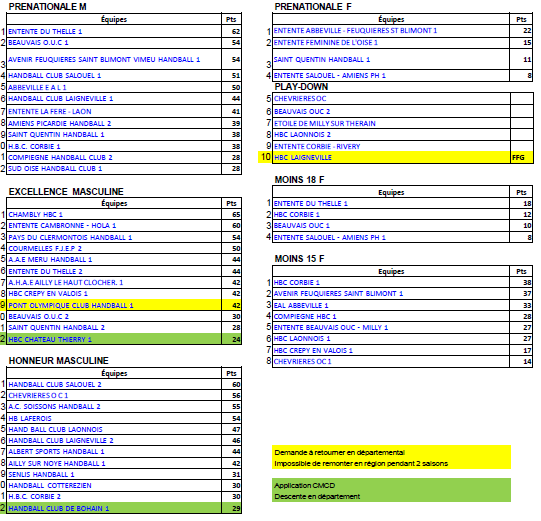 PRENATIONALE M
Équipes Pts
1 ENTENTE DU THELLE 1 62
2 BEAUVAIS O.U.C 1 54
3 AVENIR FEUQUIERES SAINT BLIMONT VIMEU HANDBALL 1 54
4 HANDBALL CLUB SALOUEL 1 51
5 ABBEVILLE E A L 1 50
6 HANDBALL CLUB LAIGNEVILLE 1 44
7 ENTENTE LA FERE - LAON 41
8 AMIENS PICARDIE HANDBALL 2 39
9 SAINT QUENTIN HANDBALL 1 38
0 H.B.C. CORBIE 1 38
1 COMPIEGNE HANDBALL CLUB 2 28
2 SUD OISE HANDBALL CLUB 1 28
EXCELLENCE MASCULINE
Équipes Pts
1 CHAMBLY HBC 1 65
2 ENTENTE CAMBRONNE - HOLA 1 60
3 PAYS DU CLERMONTOIS HANDBALL 1 54
4 COURMELLES F.J.E.P 2 50
5 A.A.E MERU HANDBALL 1 44
6 ENTENTE DU THELLE 2 44
7 A.H.A.E AILLY LE HAUT CLOCHER. 1 42
8 HBC CREPY EN VALOIS 1 42
9 PONT OLYMPIQUE CLUB HANDBALL 1 42
0 BEAUVAIS O.U.C 2 30
1 SAINT QUENTIN HANDBALL 2 28
2 HBC CHATEAU THIERRY 1 24
HONNEUR MASCULINE
Équipes Pts
1 HANDBALL CLUB SALOUEL 2 60
2 CHEVRIERES O C 1 56
3 A.C. SOISSONS HANDBALL 2 55
4 HB LAFEROIS 54
5 HAND BALL CLUB LAONNOIS 47
6 HANDBALL CLUB LAIGNEVILLE 2 46
7 ALBERT SPORTS HANDBALL 1 44
8 AILLY SUR NOYE HANDBALL 1 42
9 SENLIS HANDBALL 1 31
0 HANDBALL COTTEREZIEN 30
1 H.B.C. CORBIE 2 30
2 HANDBALL CLUB DE BOHAIN 1 29
PRENATIONALE F
Equipes Pts
1 ENTENTE ABBEVILLE - FEUQUIERES ST BLIMONT 1 22
2 ENTENTE FEMININE DE L'OISE 1 15
3 SAINT QUENTIN HANDBALL 1 11
4 ENTENTE SALOUEL - AMIENS PH 1 8
PLAY-DOWN
5 CHEVRIERES OC
6 BEAUVAIS OUC 2
7 ETOILE DE MILLY SUR THERAIN
8 HBC LAONNOIS 2
9 ENTENTE CORBIE - RIVERY
10 HBC LAIGNEVILLE FFG
MOINS 18 F
Equipes Pts
1 ENTENTE DU THELLE 1 18
2 HBC CORBIE 1 12
3 BEAUVAIS OUC 1 10
4 ENTENTE SALOUEL - AMIENS PH 1 8
MOINS 15 F
Equipes Pts
1 HBC CORBIE 1 38
2 AVENIR FEUQUIERES SAINT BLIMONT 1 37
3 EAL ABBEVILLE 1 33
4 COMPIEGNE HBC 1 28
5 ENTENTE BEAUVAIS OUC - MILLY 1 27
6 HBC LAONNOIS 1 27
7 HBC CREPY EN VALOIS 1 17
8 CHEVRIERES OC 1 14
Demande à retourner en départemental
Impossible de remonter en région pendant 2 saisons
Application CMCD
Descente en département